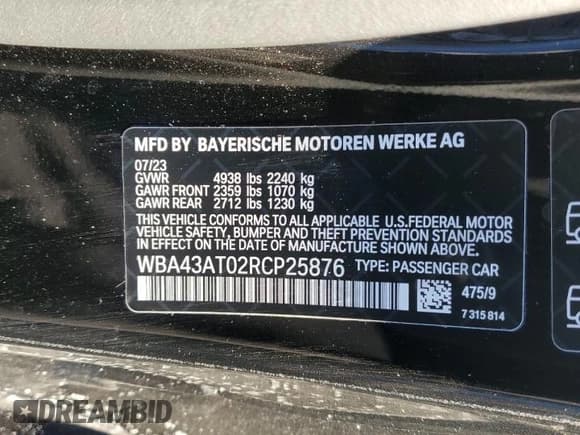 MFD BY BAYERISCHE MOTOREN WERKE AG
07/23
GVWR 4938 lbs 2240 kg
GAWR FRONT 2359 lbs 1070 kg
GAWR REAR 2712 lbs 1230 kg
THIS VEHICLE CONFORMS TO ALL APPLICABLE U.S.FEDERAL MOTOR
VEHICLE SAFETY, BUMPER AND THEFT PREVENTION STANDARDS
IN EFFECT ON THE DATE OF MANUFACTURE SHOWN ABOVE.
WBA43AT02RCP25876 TYPE: PASSENGER CAR
475/9
7 315 814
DREAMBID